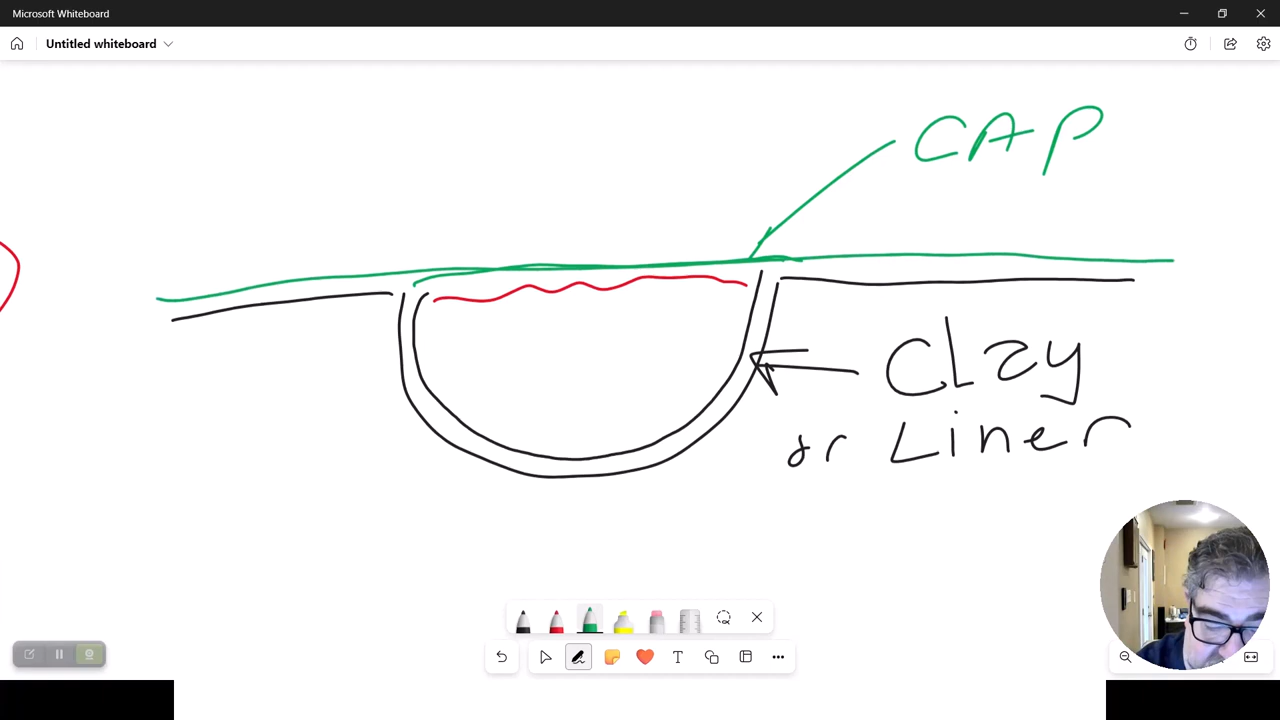 Microsoft Whiteboard
Untitled whiteboard
CAP
Clay
or Liner
T